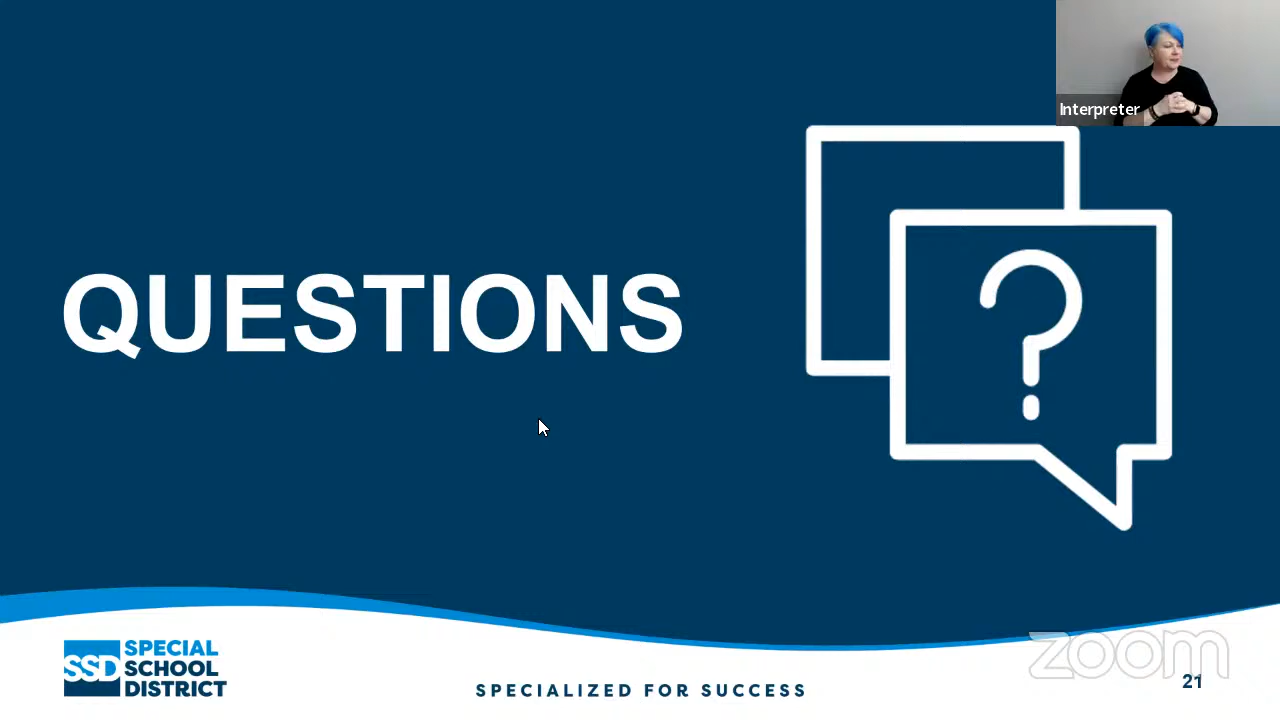 Interpreter
QUESTIONS
?
SSD
SPECIAL
SCHOOL
DISTRICT
SPECIALIZED FOR SUCCESS
zoom
21